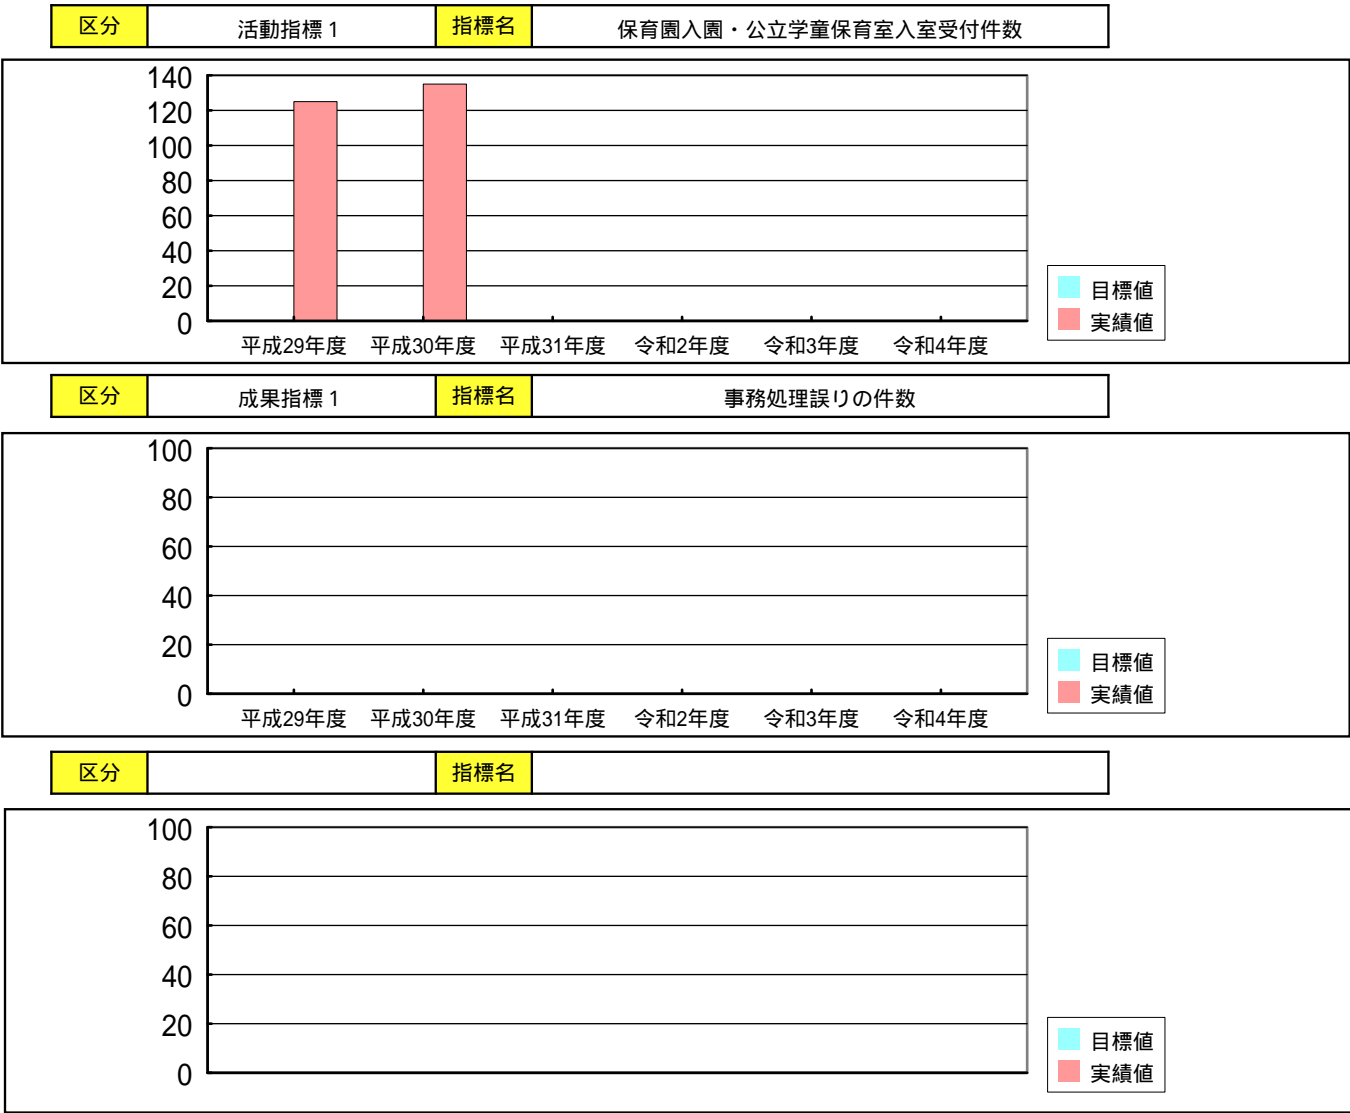 区分 活動指標1 指標名 保育園入園・公立学童保育室入室受付件数
140
120
100
80
60
40
20
0
平成29年度 平成30年度 平成31年度 令和2年度 令和3年度 令和4年度
目標値
実績値
区分 成果指標1 指標名 事務処理誤りの件数
100
80
60
40
20
0
平成29年度 平成30年度 平成31年度 令和2年度 令和3年度 令和4年度
目標値
実績値
区分 指標名
100
80
60
40
20
0
目標値
実績値